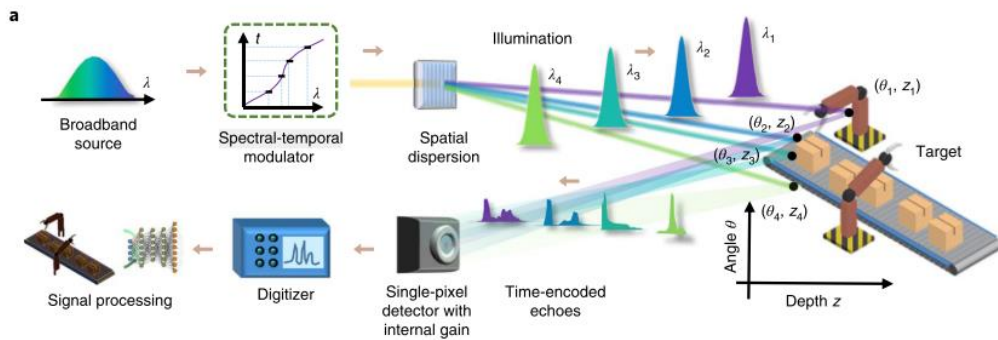 a
t
λ
λ
Broadband
source
Spectral-temporal
modulator
Spatial
dispersion
Illumination
λ4
λ3
λ2
λ1
(θ1, z1)
(θ2, z2)
(θ3, z3)
(θ4, z4)
Target
Angle θ
Depth z
Signal processing
Digitizer
Single-pixel
detector with
internal gain
Time-encoded
echoes